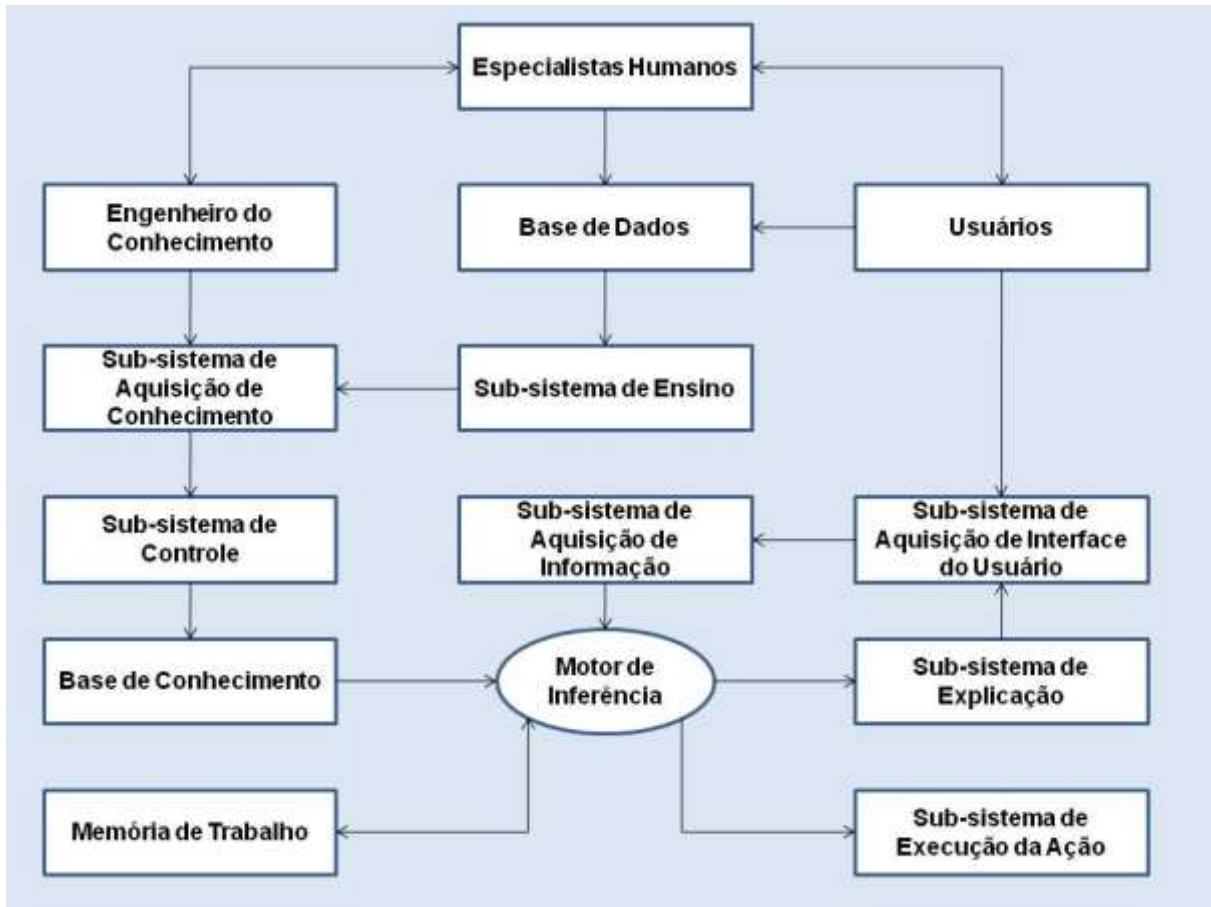 Especialistas Humanos
Engenheiro do
Conhecimento
Base de Dados
Usuários
Sub-sistema de
Aquisição de
Conhecimento
Sub-sistema de Ensino
Sub-sistema de
Controle
Sub-sistema de
Aquisição de
Informação
Sub-sistema de
Aquisição de Interface
do Usuário
Base de Conhecimento
Motor de
Inferência
Sub-sistema de
Explicação
Memória de Trabalho
Sub-sistema de
Execução da Ação